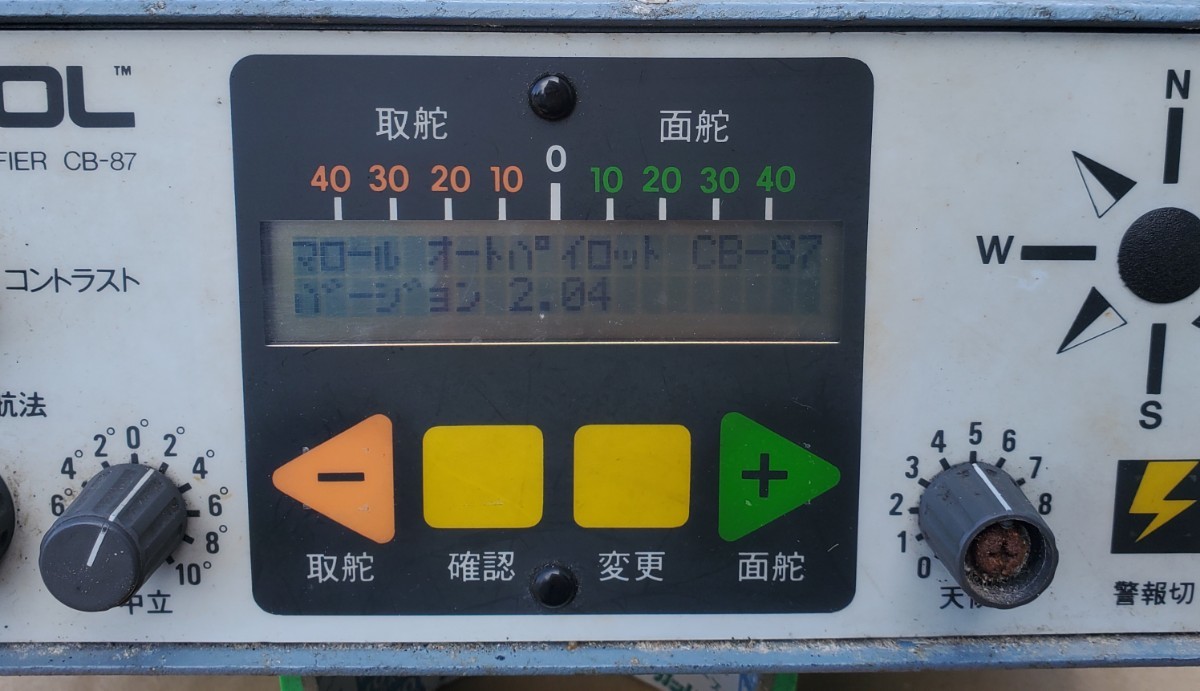 OL™
FIER CB-87
コントラスト
航法
6° 4° 2° 0° 2° 4° 6° 8° 10°
中立
取舵 面舵
40 30 20 10 0 10 20 30 40
マロール オートパイロット CB-87
バージョン 2.04
− +
取舵 確認 変更 面舵
N
W
S
0 1 2 3 4 5 6 7 8
警報切